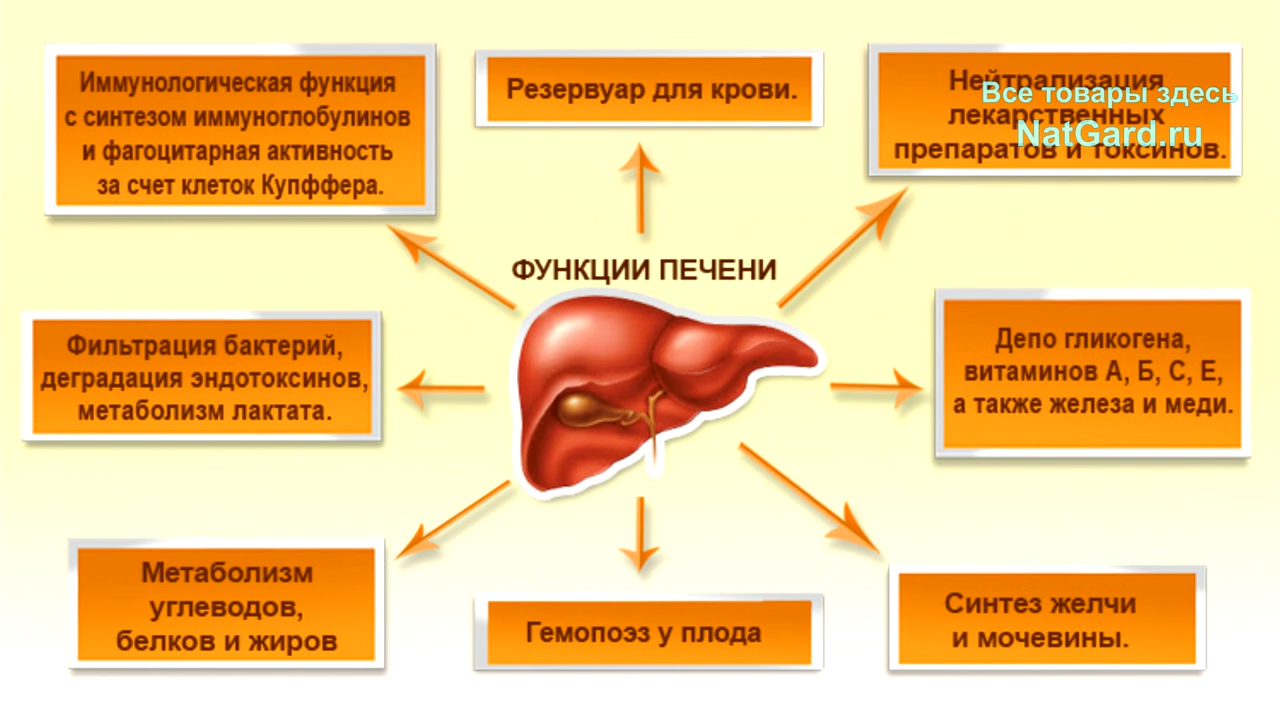 Иммунологическая функция
с синтезом иммуноглобулинов
и фагоцитарная активность
за счет клеток Купффера.
Резервуар для крови.
Нейтрализация
лекарственных
препаратов и токсинов.
Все товары здесь
NatGard.ru
ФУНКЦИИ ПЕЧЕНИ
Фильтрация бактерий,
деградация эндотоксинов,
метаболизм лактата.
Депо гликогена,
витаминов А, Б, С, Е,
а также железа и меди.
Метаболизм
углеводов,
белков и жиров
Гемопоэз у плода
Синтез желчи
и мочевины.